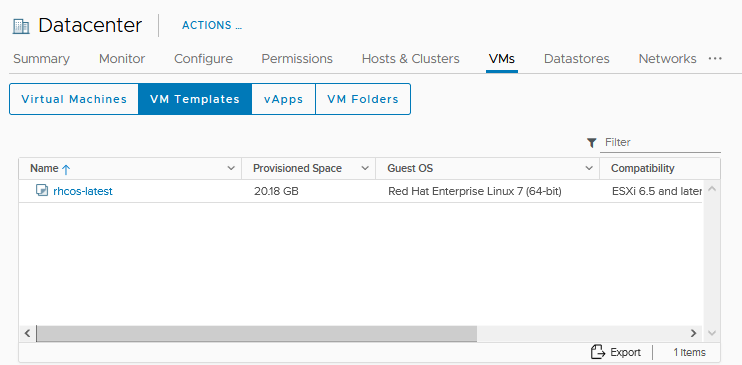 Datacenter ACTIONS ...
Summary Monitor Configure Permissions Hosts & Clusters VMs Datastores Networks ...
Virtual Machines VM Templates vApps VM Folders
Filter
Name Provisioned Space Guest OS Compatibility
rhcos-latest 20.18 GB Red Hat Enterprise Linux 7 (64-bit) ESXi 6.5 and later
Export 1 items